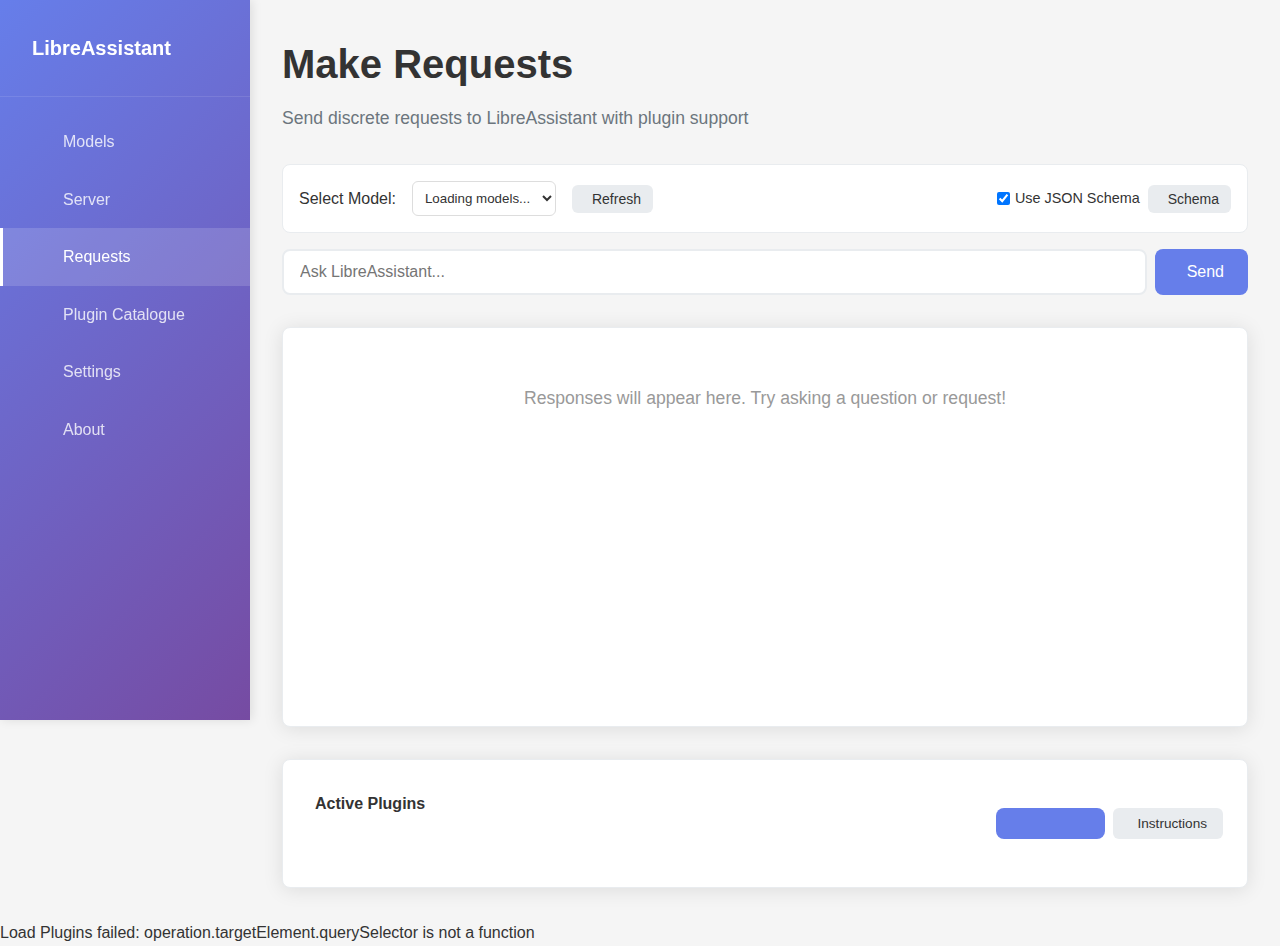 LibreAssistant
Models
Server
Requests
Plugin Catalogue
Settings
About
Make Requests
Send discrete requests to LibreAssistant with plugin support
Select Model: Loading models... Refresh Use JSON Schema Schema
Ask LibreAssistant... Send
Responses will appear here. Try asking a question or request!
Active Plugins
Instructions
Load Plugins failed: operation.targetElement.querySelector is not a function